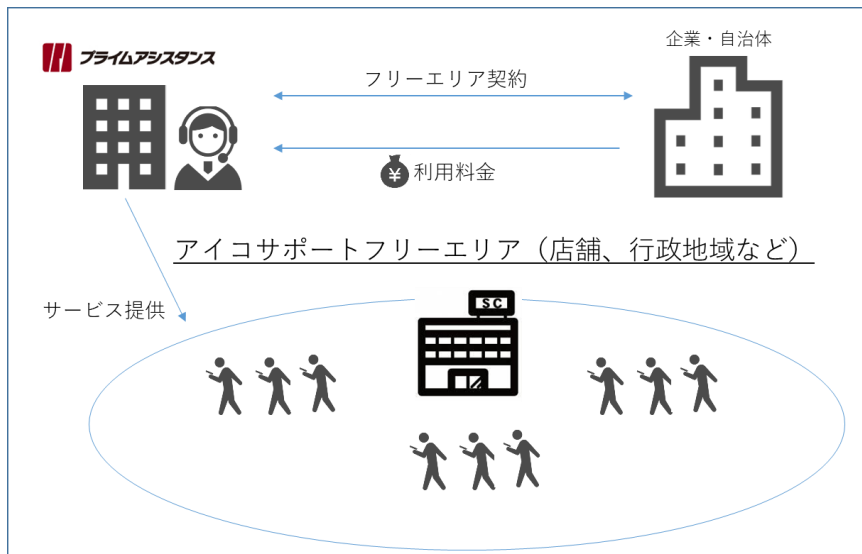 プライムアシスタンス
企業・自治体
フリーエリア契約
¥ 利用料金
アイコサポートフリーエリア（店舗、行政地域など）
サービス提供
SC